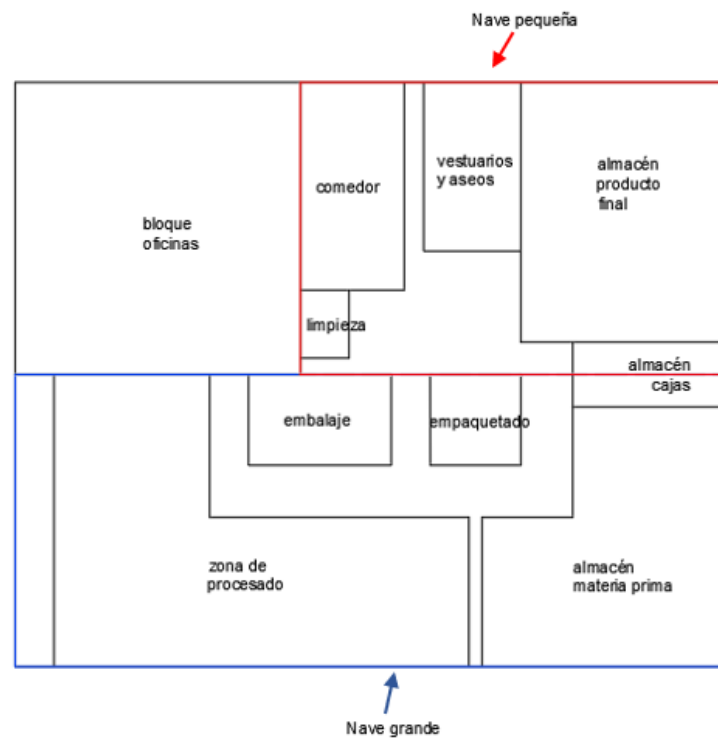 Nave pequeña
comedor
vestuarios
y aseos
almacén
producto
final
bloque
oficinas
limpieza
almacén
cajas
embalaje
empaquetado
zona de
procesado
almacén
materia prima
Nave grande